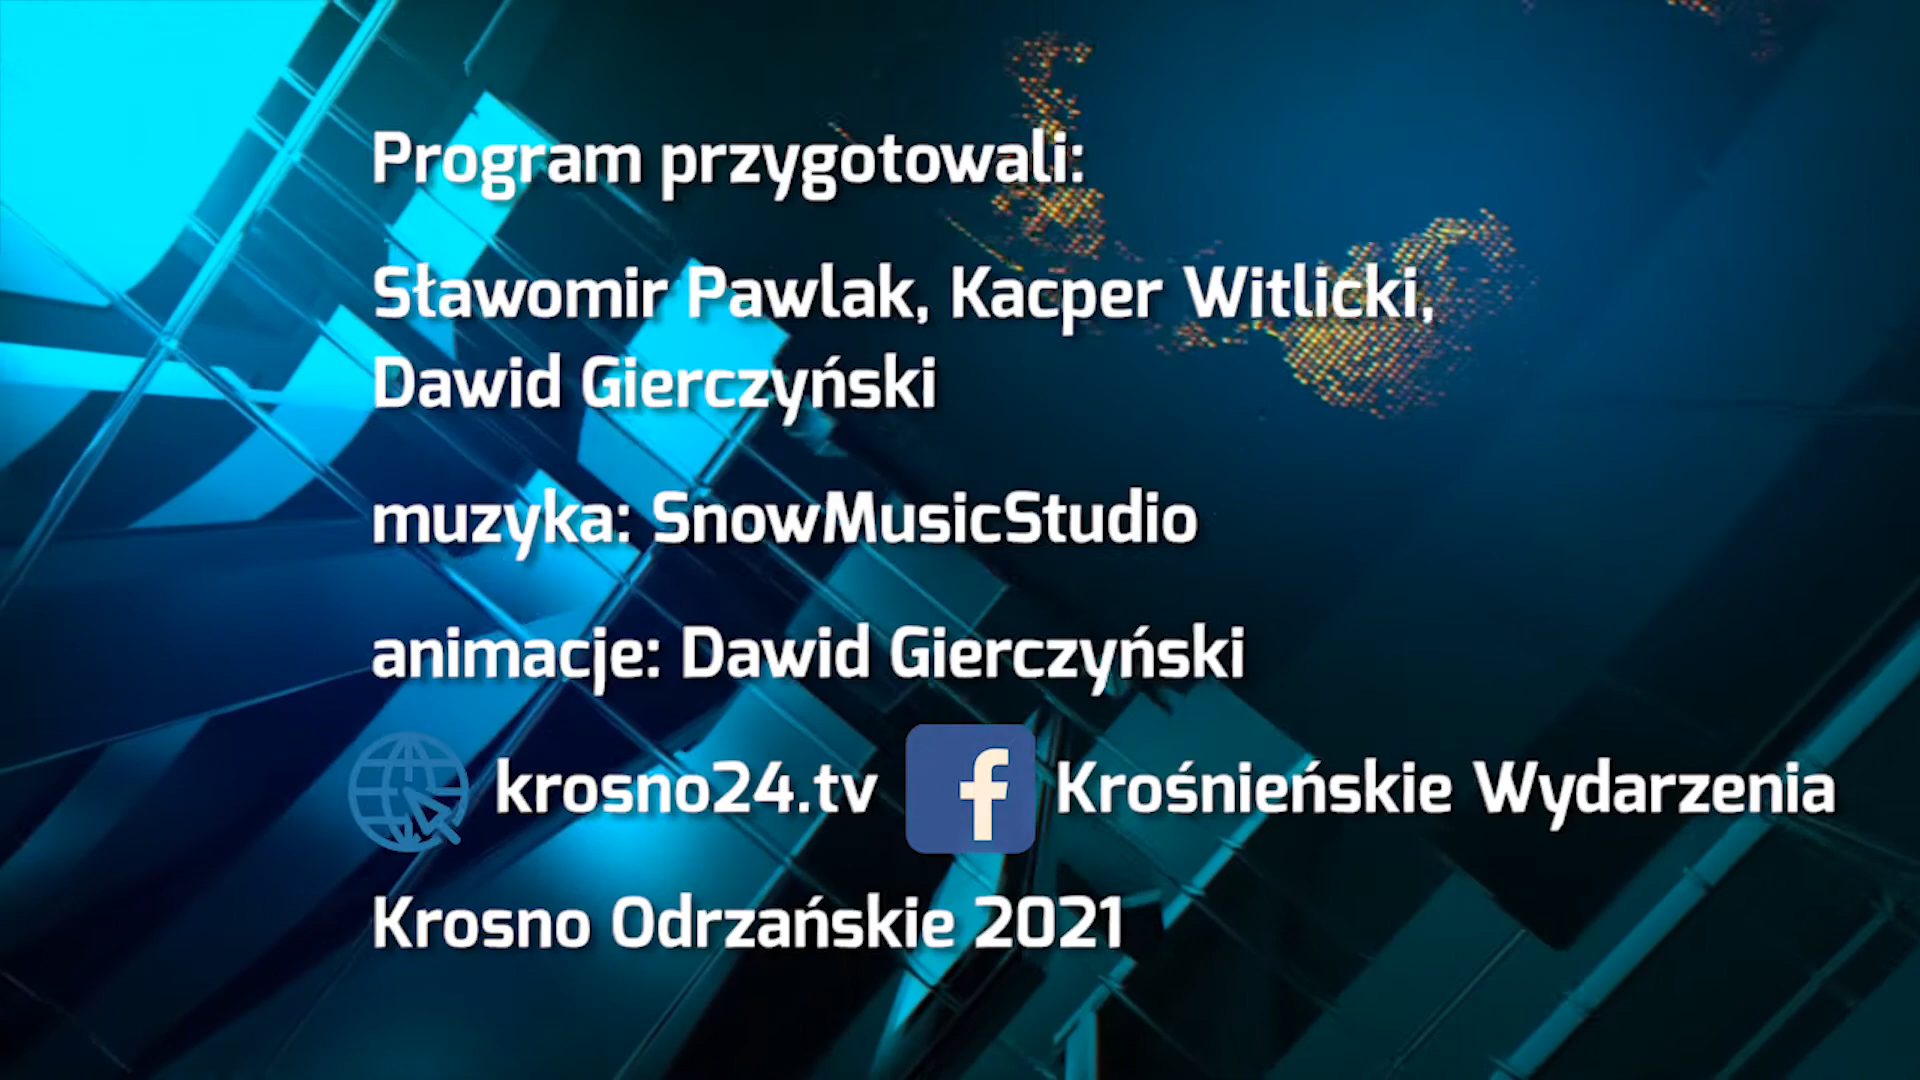 Program przygotowali:
Sławomir Pawlak, Kacper Witlicki,
Dawid Gierczyński
muzyka: SnowMusicStudio
animacje: Dawid Gierczyński
krosno24.tv f Krośnieńskie Wydarzenia
Krosno Odrzańskie 2021